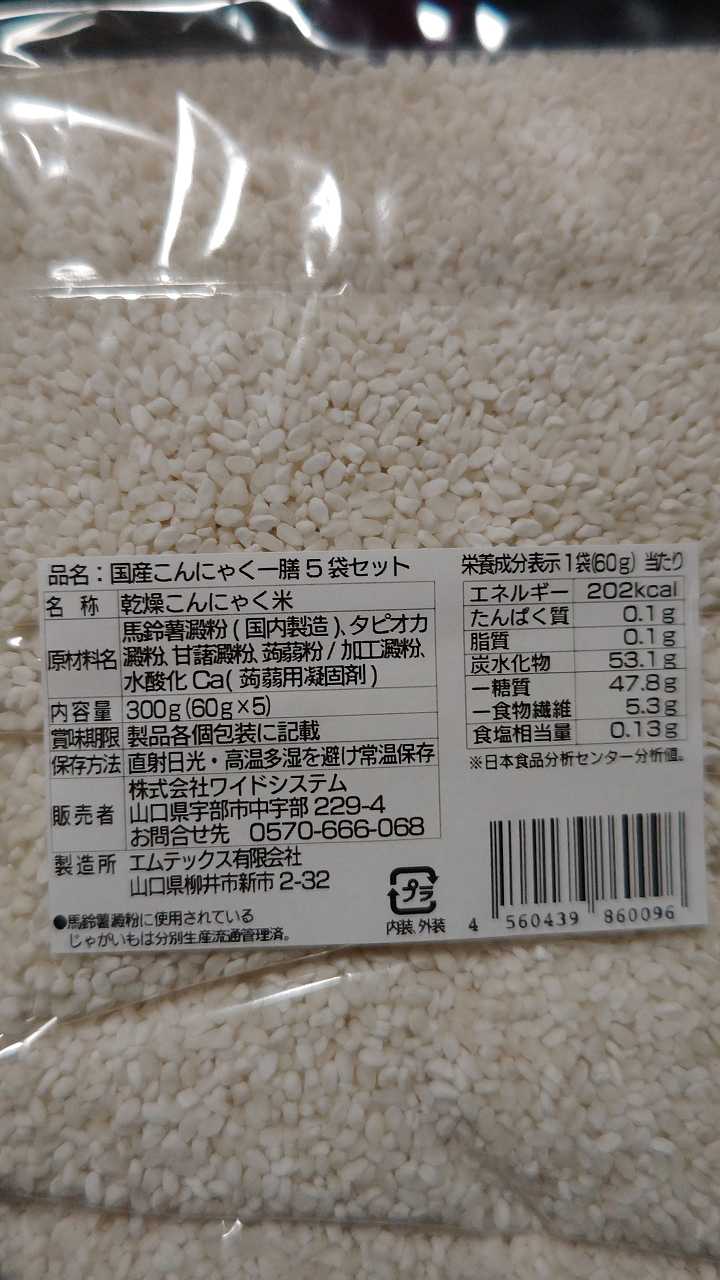 品名：国産こんにゃく一膳5袋セット
名称 乾燥こんにゃく米
原材料名 馬鈴薯澱粉(国内製造)、タピオカ
澱粉、甘藷澱粉、蒟蒻粉/加工澱粉、
水酸化Ca(蒟蒻用凝固剤)
内容量 300g(60g×5)
賞味期限 製品各個包装に記載
保存方法 直射日光・高温多湿を避け常温保存
販売者 株式会社ワイドシステム
山口県宇部市中宇部229-4
お問合せ先 0570-666-068
製造所 エムテックス有限会社
山口県柳井市新市2-32
●馬鈴薯澱粉に使用されている
じゃがいもは分別生産流通管理済。
プラ
内装、外装
栄養成分表示1袋(60g)当たり
エネルギー 202kcal
たんぱく質 0.1g
脂質 0.1g
炭水化物 53.1g
－糖質 47.8g
－食物繊維 5.3g
食塩相当量 0.13g
※日本食品分析センター分析値。
4 560439 860096